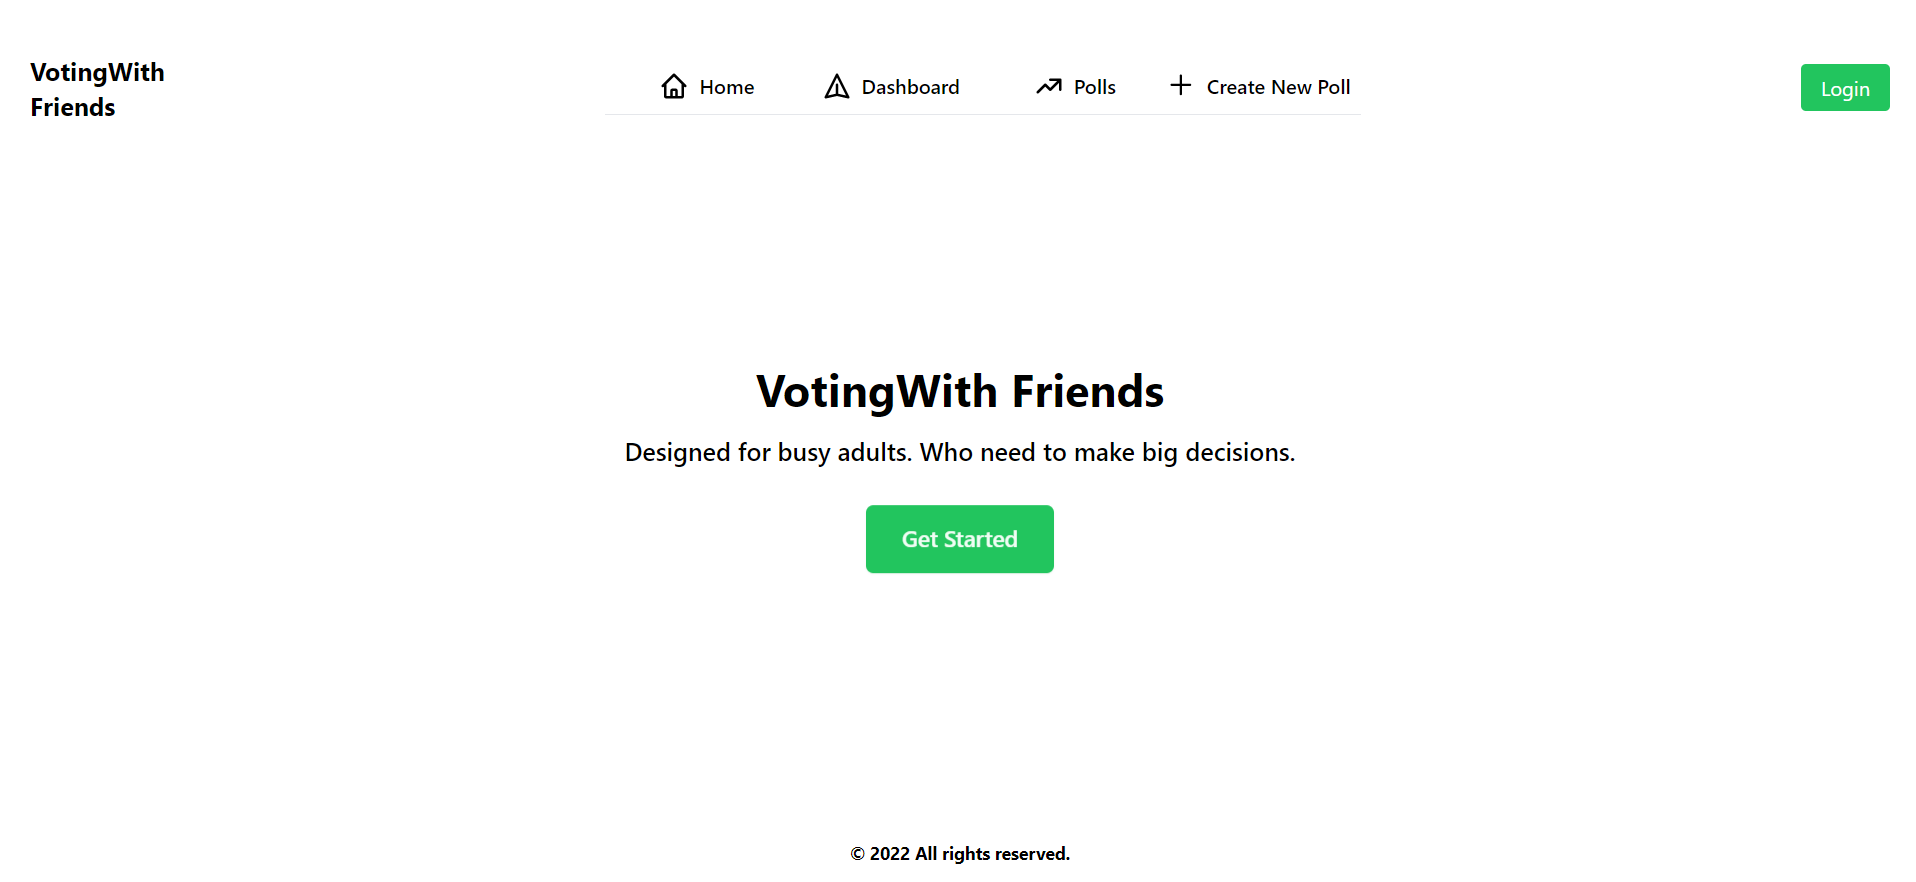 VotingWith
Friends
Home
Dashboard
Polls
Create New Poll
Login
VotingWith Friends
Designed for busy adults. Who need to make big decisions.
Get Started
© 2022 All rights reserved.